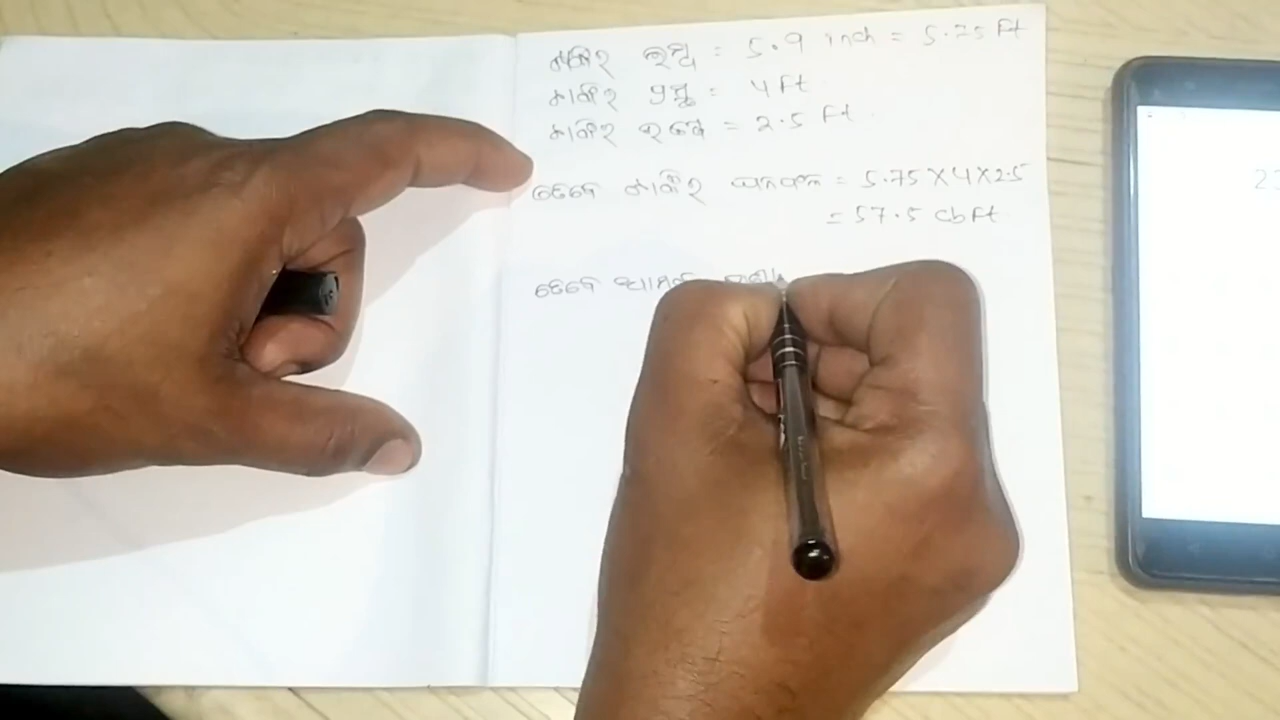 ଟାଙ୍କିର ଲମ୍ବ = 5.9 inch = 5.75 Ft
ଟାଙ୍କିର ପ୍ରସ୍ଥ = 4 Ft
ଟାଙ୍କିର ଉଚ୍ଚ = 2.5 Ft.
ତେବେ ଟାଙ୍କିର ଘନଫଳ = 5.75 X 4 X 2.5
= 57.5 cbFt
ତେବେ